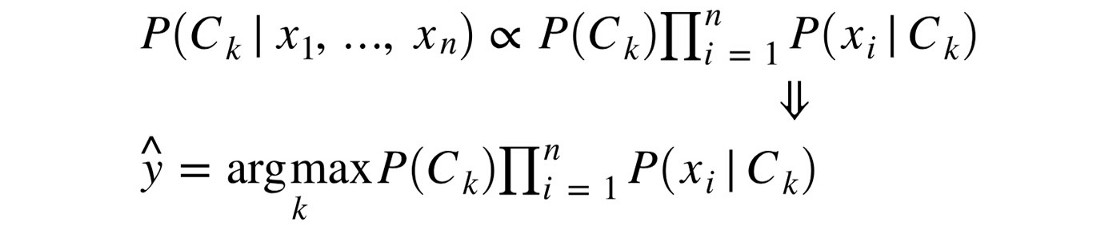 P(C_k | x_1, …, x_n) ∝ P(C_k)∏_{i = 1}^{n} P(x_i | C_k)
⇓
ŷ = argmax_k P(C_k)∏_{i = 1}^{n} P(x_i | C_k)